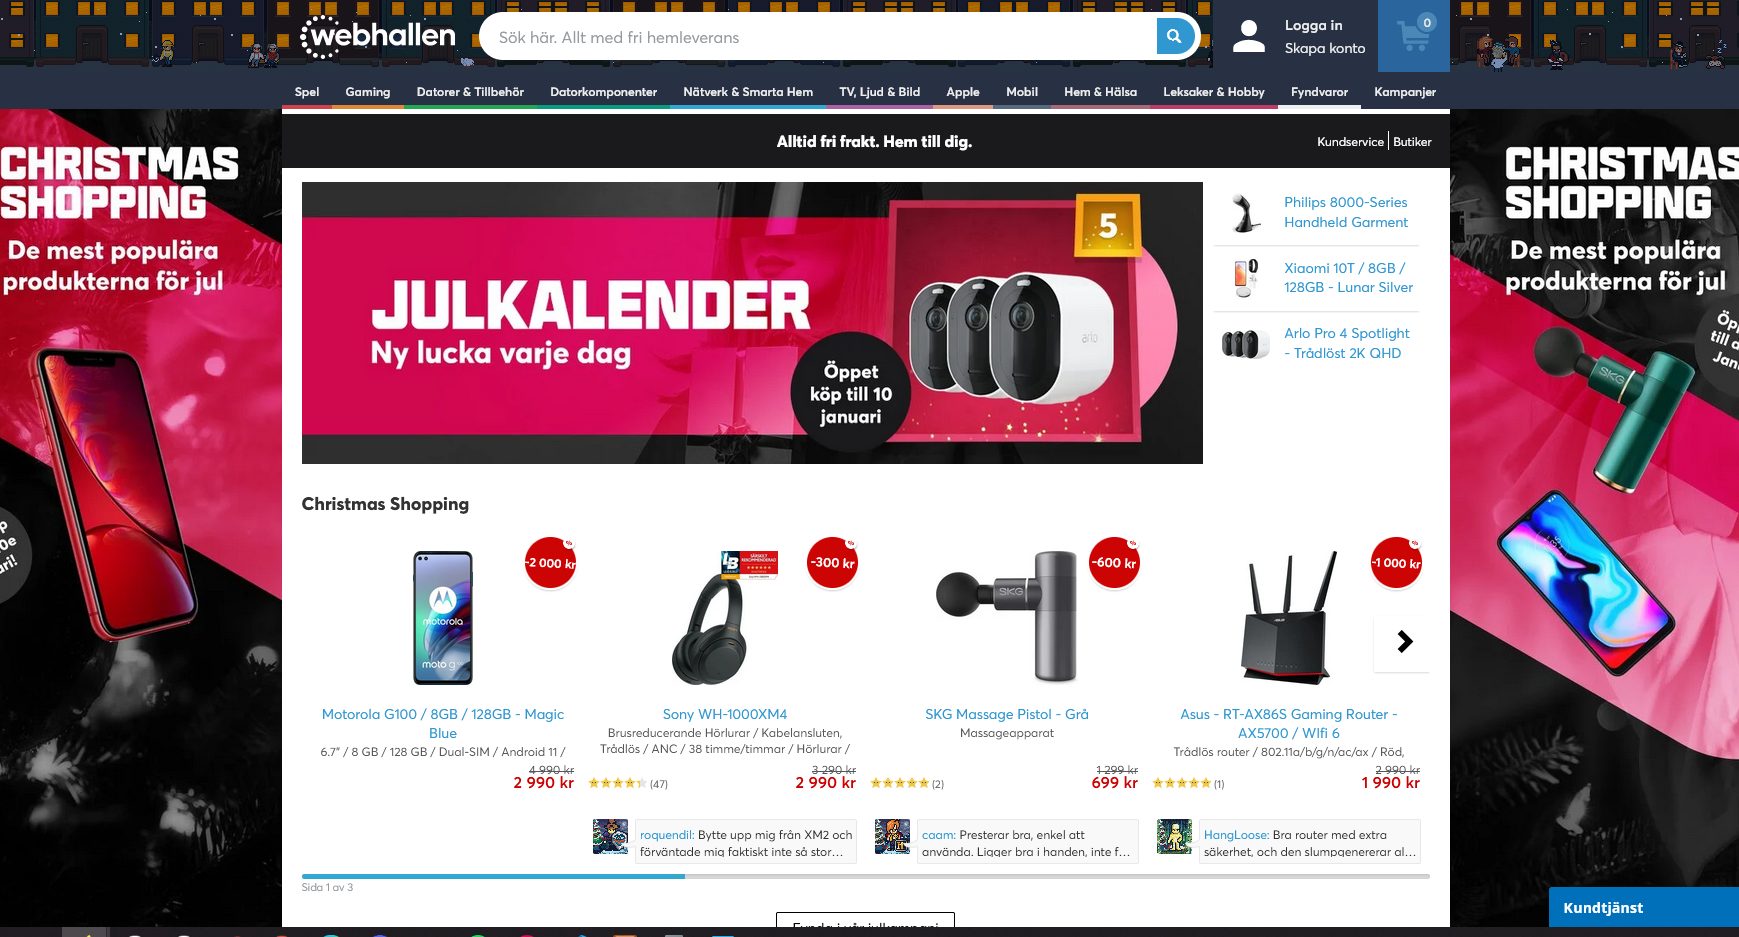 webhallen
Sök här. Allt med fri hemleverans
Logga in
Skapa konto
0
Spel
Gaming
Datorer & Tillbehör
Datorkomponenter
Nätverk & Smarta Hem
TV, Ljud & Bild
Apple
Mobil
Hem & Hälsa
Leksaker & Hobby
Fyndvaror
Kampanjer
Alltid fri frakt. Hem till dig.
Kundservice
Butiker
CHRISTMAS
SHOPPING
De mest populära
produkterna för jul
JULKALENDER
Ny lucka varje dag
5
arlo
Öppet
köp till 10
januari
Philips 8000-Series
Handheld Garment
Xiaomi 10T / 8GB /
128GB - Lunar Silver
Arlo Pro 4 Spotlight
- Trådlöst 2K QHD
CHRISTMAS
SHOPPING
De mest populära
produkterna för jul
SKG
Christmas Shopping
-2 000 kr
motorola
moto g
Motorola G100 / 8GB / 128GB - Magic
Blue
6.7" / 8 GB / 128 GB / Dual-SIM / Android 11 /
4 990 kr
2 990 kr
-300 kr
LB
Sony WH-1000XM4
Brusreducerande Hörlurar / Kabelansluten,
Trådlös / ANC / 38 timme/timmar / Hörlurar /
3 290 kr
(47)
2 990 kr
roquendil: Bytte upp mig från XM2 och
förväntade mig faktiskt inte så stor…
-600 kr
SKG
SKG Massage Pistol - Grå
Massageapparat
1 299 kr
(2)
699 kr
caam: Presterar bra, enkel att
använda. Ligger bra i handen, inte f…
-1 000 kr
Asus - RT-AX86S Gaming Router -
AX5700 / WIfi 6
Trådlös router / 802.11a/b/g/n/ac/ax / Röd,
2 990 kr
(1)
1 990 kr
HangLoose: Bra router med extra
säkerhet, och den slumpgenererar al…
Sida 1 av 3
Kundtjänst